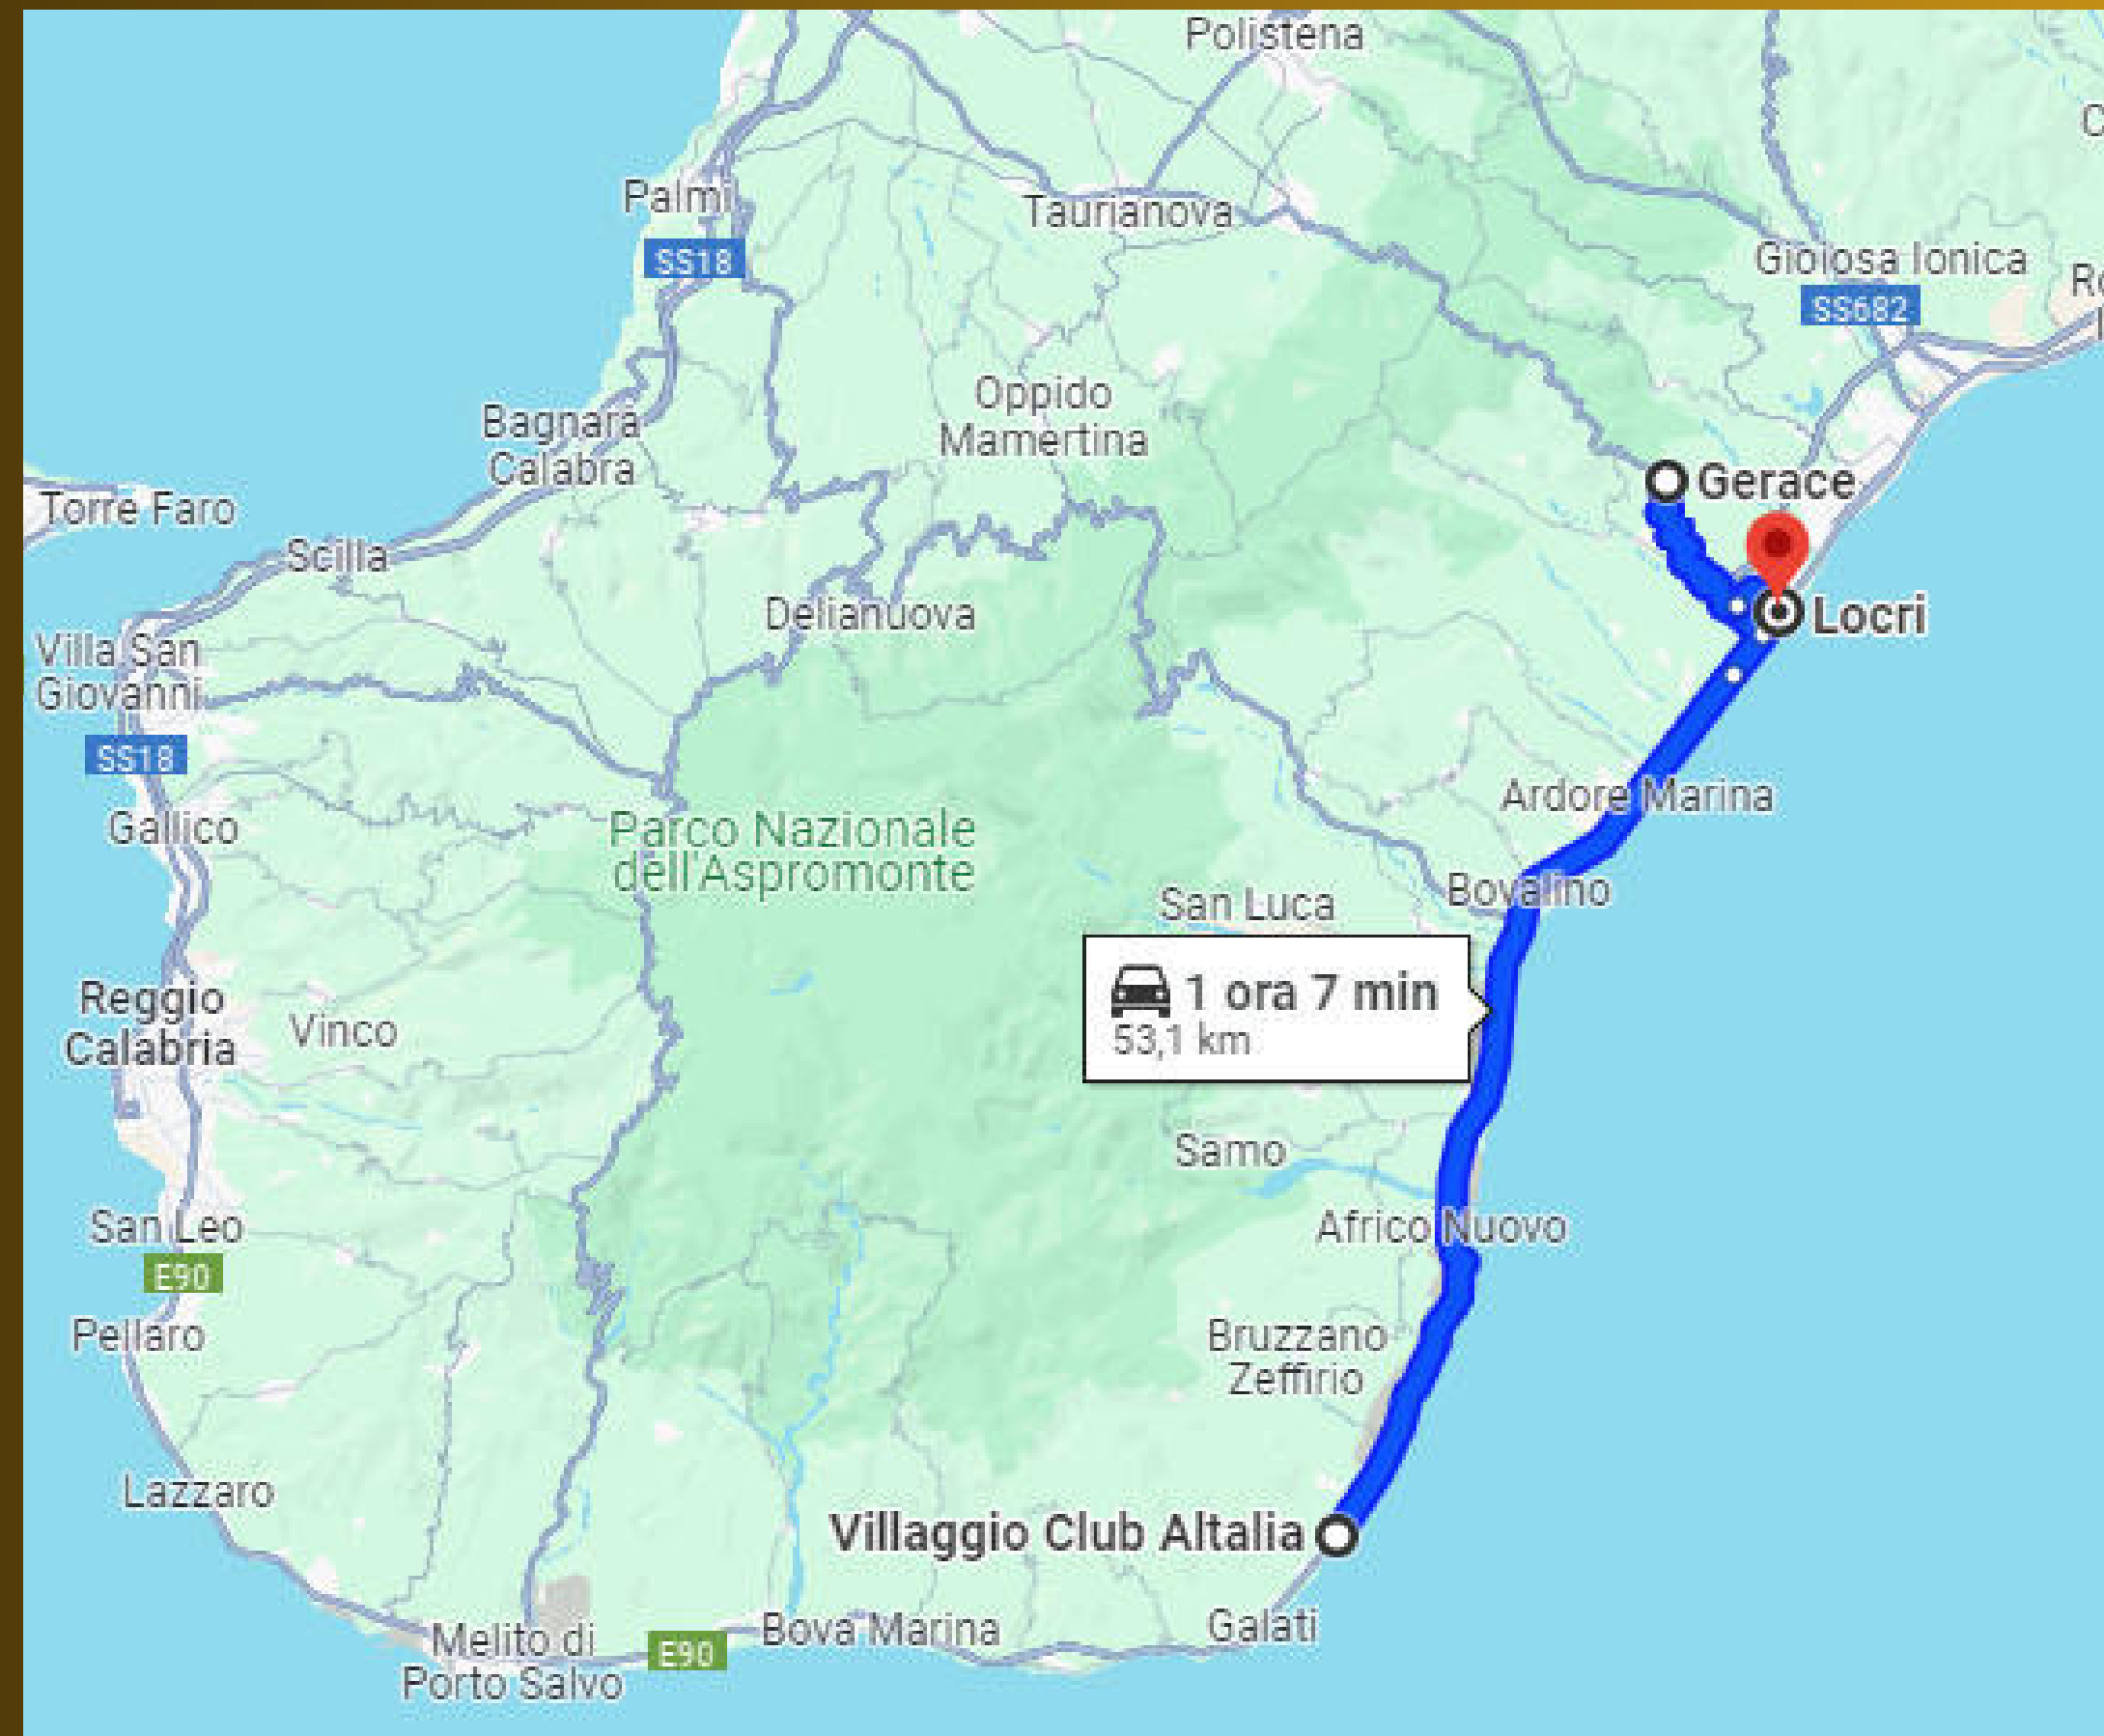 Polistena
C
Palmi
Taurianova
SS18
Gioiosa Ionica
Ro
SS682
I
Oppido
Mamertina
Bagnara
Calabra
Gerace
Torre Faro
Scilla
Delianuova
Locri
Villa San
Giovanni
SS18
Ardore Marina
Gallico
Parco Nazionale
dell'Aspromonte
Bovalino
San Luca
1 ora 7 min
53,1 km
Reggio
Calabria
Vinco
Samo
San Leo
Africo Nuovo
E90
Pellaro
Bruzzano
Zeffirio
Lazzaro
Villaggio Club Altalia
Galati
Bova Marina
Melito di
Porto Salvo
E90